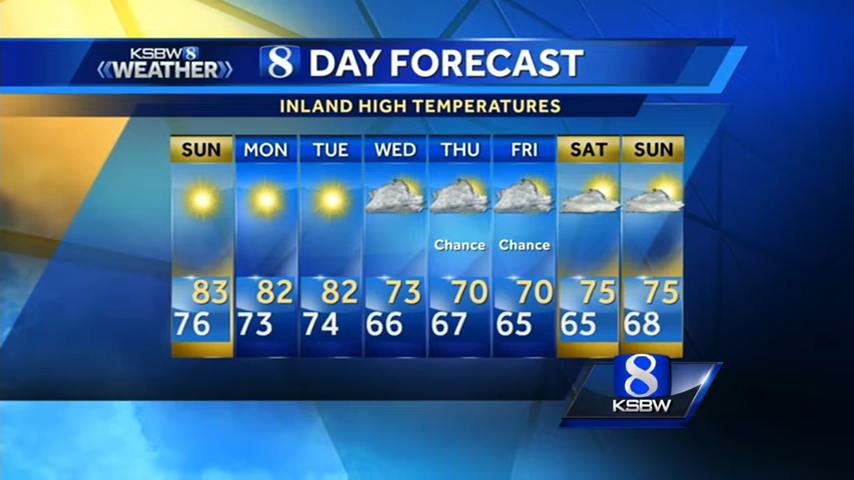 KSBW 8
WEATHER
8 DAY FORECAST
INLAND HIGH TEMPERATURES
SUN MON TUE WED THU FRI SAT SUN
Chance Chance
83 82 82 73 70 70 75 75
76 73 74 66 67 65 65 68
8
KSBW